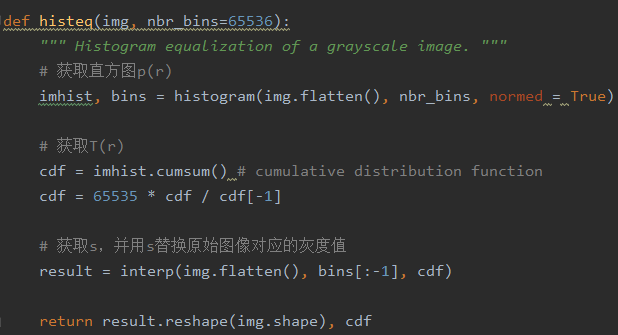 def histeq(img, nbr_bins=65536):
""" Histogram equalization of a grayscale image. """
# 获取直方图p(r)
imhist, bins = histogram(img.flatten(), nbr_bins, normed = True)
# 获取T(r)
cdf = imhist.cumsum() # cumulative distribution function
cdf = 65535 * cdf / cdf[-1]
# 获取s，并用s替换原始图像对应的灰度值
result = interp(img.flatten(), bins[:-1], cdf)
return result.reshape(img.shape), cdf